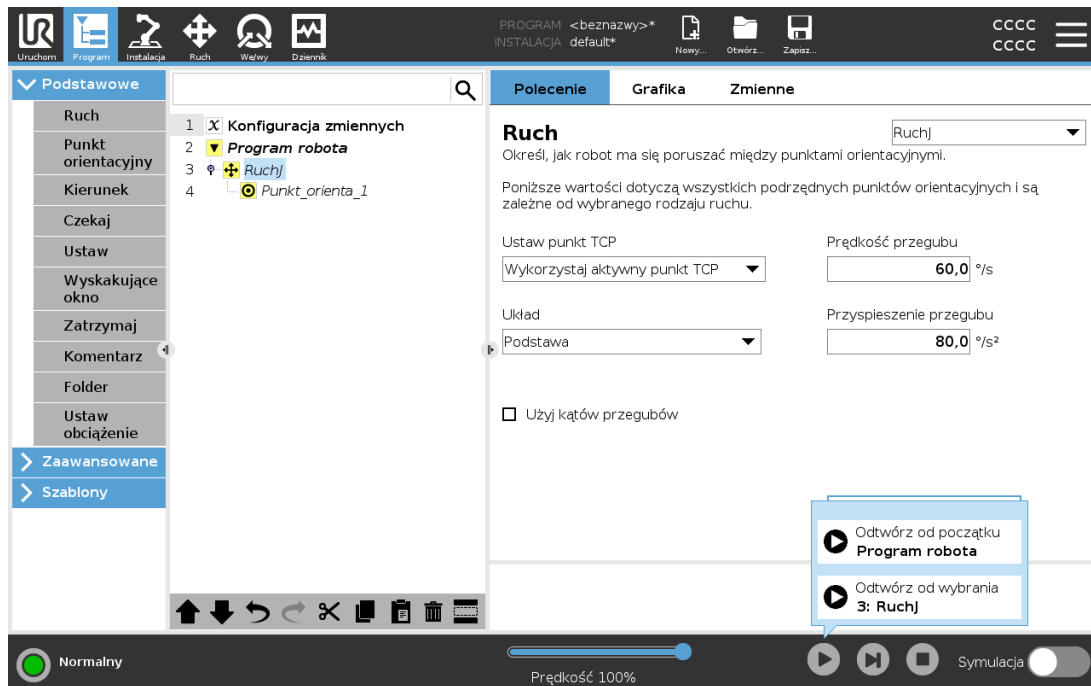 Uruchom
Program
Instalacja
Ruch
We/wy
Dziennik
PROGRAM <beznazwy>*
INSTALACJA default*
Nowy...
Otwórz...
Zapisz...
CCCC
CCCC
Podstawowe
Ruch
Punkt
orientacyjny
Kierunek
Czekaj
Ustaw
Wyskakujące
okno
Zatrzymaj
Komentarz
Folder
Ustaw
obciążenie
Zaawansowane
Szablony
1 X Konfiguracja zmiennych
2 Program robota
3 RuchJ
4 Punkt_orienta_1
Polecenie
Grafika
Zmienne
Ruch
RuchJ
Określ, jak robot ma się poruszać między punktami orientacyjnymi.
Poniższe wartości dotyczą wszystkich podrzędnych punktów orientacyjnych i są
zależne od wybranego rodzaju ruchu.
Ustaw punkt TCP
Prędkość przegubu
Wykorzystaj aktywny punkt TCP
60,0 °/s
Układ
Przyspieszenie przegubu
Podstawa
80,0 °/s²
Użyj kątów przegubów
Odtwórz od początku
Program robota
Odtwórz od wybrania
3: RuchJ
Normalny
Prędkość 100%
Symulacja